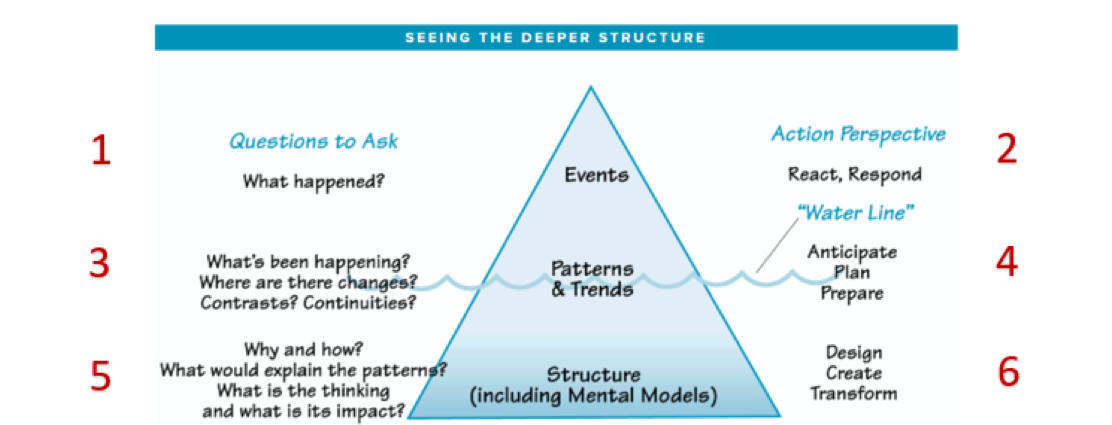 SEEING THE DEEPER STRUCTURE
1
Questions to Ask
What happened?
Events
Action Perspective
React, Respond
2
"Water Line"
3
What's been happening?
Where are there changes?
Contrasts? Continuities?
Patterns
& Trends
Anticipate
Plan
Prepare
4
5
Why and how?
What would explain the patterns?
What is the thinking
and what is its impact?
Structure
(including Mental Models)
Design
Create
Transform
6